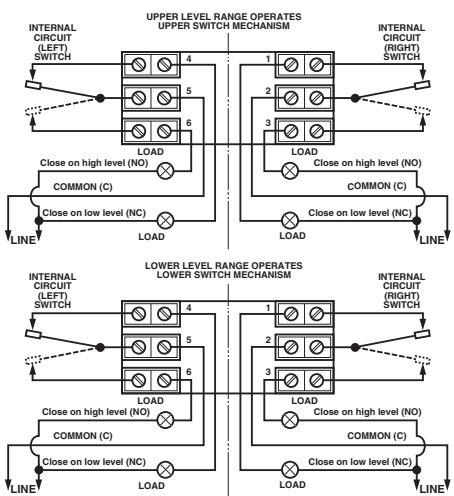 UPPER LEVEL RANGE OPERATES
UPPER SWITCH MECHANISM
INTERNAL
CIRCUIT
(LEFT)
SWITCH
INTERNAL
CIRCUIT
(RIGHT)
SWITCH
4
1
5
2
6
3
LOAD
LOAD
Close on high level (NO)
Close on high level (NO)
COMMON (C)
COMMON (C)
Close on low level (NC)
Close on low level (NC)
LINE
LOAD
LOAD
LINE
LOWER LEVEL RANGE OPERATES
LOWER SWITCH MECHANISM
INTERNAL
CIRCUIT
(LEFT)
SWITCH
INTERNAL
CIRCUIT
(RIGHT)
SWITCH
4
1
5
2
6
3
LOAD
LOAD
Close on high level (NO)
Close on high level (NO)
COMMON (C)
COMMON (C)
Close on low level (NC)
Close on low level (NC)
LINE
LOAD
LOAD
LINE